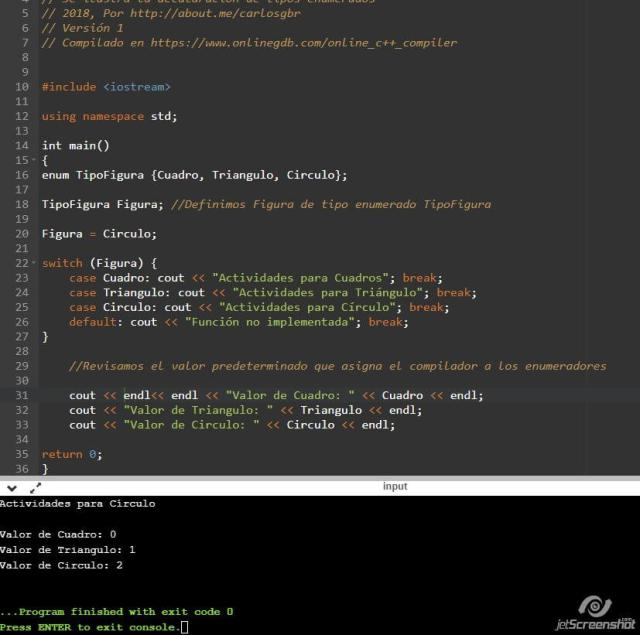 4 // Se ilustra la declaración de tipos enumerados
5 // 2018, Por http://about.me/carlosgbr
6 // Versión 1
7 // Compilado en https://www.onlinegdb.com/online_c++_compiler
8
9
10 #include <iostream>
11
12 using namespace std;
13
14 int main()
15 {
16 enum TipoFigura {Cuadro, Triangulo, Circulo};
17
18 TipoFigura Figura; //Definimos Figura de tipo enumerado TipoFigura
19
20 Figura = Circulo;
21
22 switch (Figura) {
23 case Cuadro: cout << "Actividades para Cuadros"; break;
24 case Triangulo: cout << "Actividades para Triángulo"; break;
25 case Circulo: cout << "Actividades para Círculo"; break;
26 default: cout << "Función no implementada"; break;
27 }
28
29 //Revisamos el valor predeterminado que asigna el compilador a los enumeradores
30
31 cout << endl<< endl << "Valor de Cuadro: " << Cuadro << endl;
32 cout << "Valor de Triangulo: " << Triangulo << endl;
33 cout << "Valor de Circulo: " << Circulo << endl;
34
35 return 0;
36 }
input
Actividades para Círculo
Valor de Cuadro: 0
Valor de Triangulo: 1
Valor de Circulo: 2
...Program finished with exit code 0
Press ENTER to exit console.
jetScreenshot.com